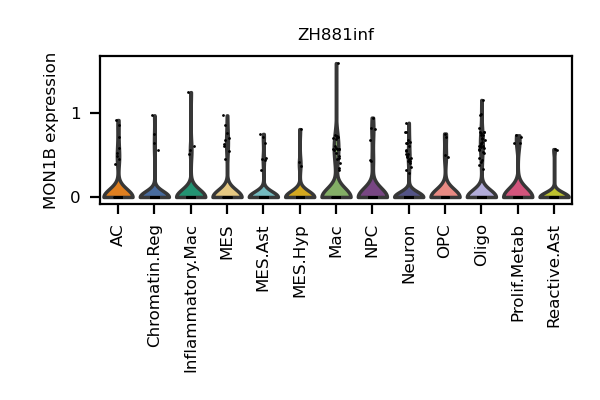 ZH881inf
MON1B expression
1
0
AC
Chromatin.Reg
Inflammatory.Mac
MES
MES.Ast
MES.Hyp
Mac
NPC
Neuron
OPC
Oligo
Prolif.Metab
Reactive.Ast